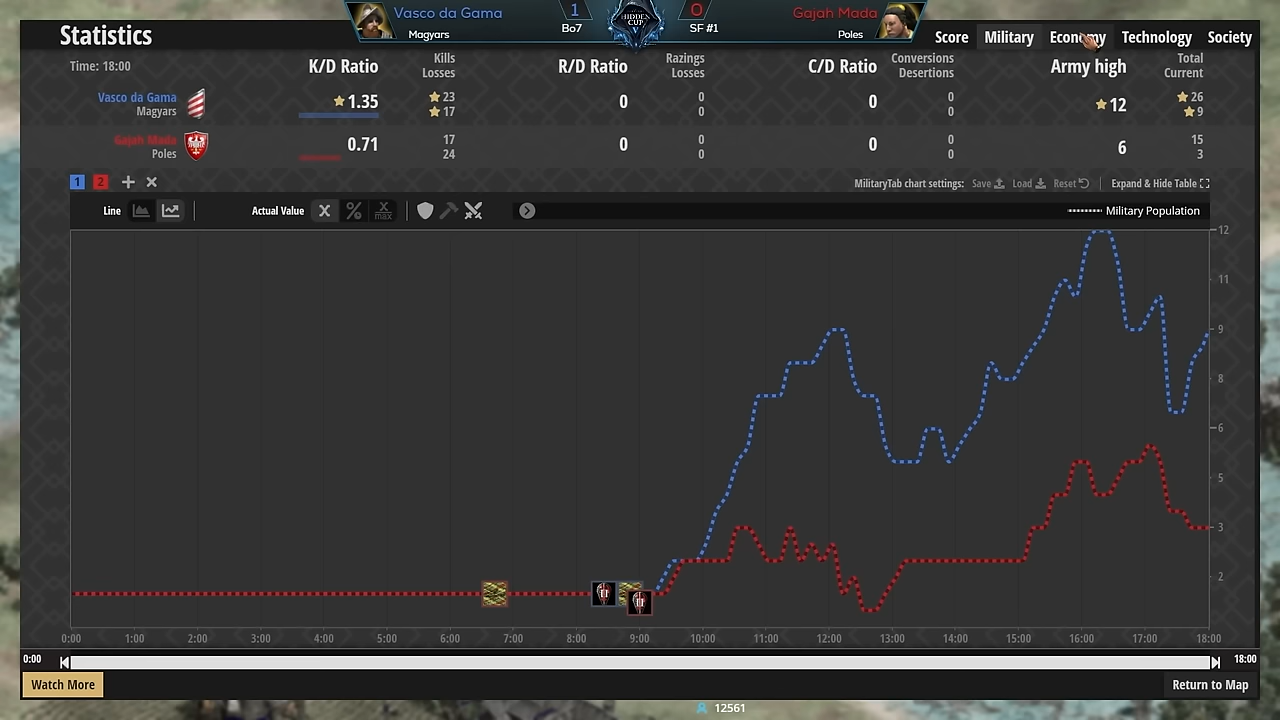 Vasco da Gama 1 0 Gajah Mada
Magyars Bo7 HIDDEN CUP SF #1 Poles
Statistics
Score Military Economy Technology Society
Time: 18:00
K/D Ratio Kills Losses R/D Ratio Razings Losses C/D Ratio Conversions Desertions Army high Total Current
Vasco da Gama
Magyars
1.35 23 17 0 0 0 0 0 0 12 26 9
Gajah Mada
Poles
0.71 17 24 0 0 0 0 0 0 6 15 3
1 2
MilitaryTab chart settings: Save Load Reset Expand & Hide Table
Line Actual Value X % X max
Military Population
12
11
9
8
6
5
3
2
II II
0:00 1:00 2:00 3:00 4:00 5:00 6:00 7:00 8:00 9:00 10:00 11:00 12:00 13:00 14:00 15:00 16:00 17:00 18:00
0:00 18:00
Watch More Return to Map
12561